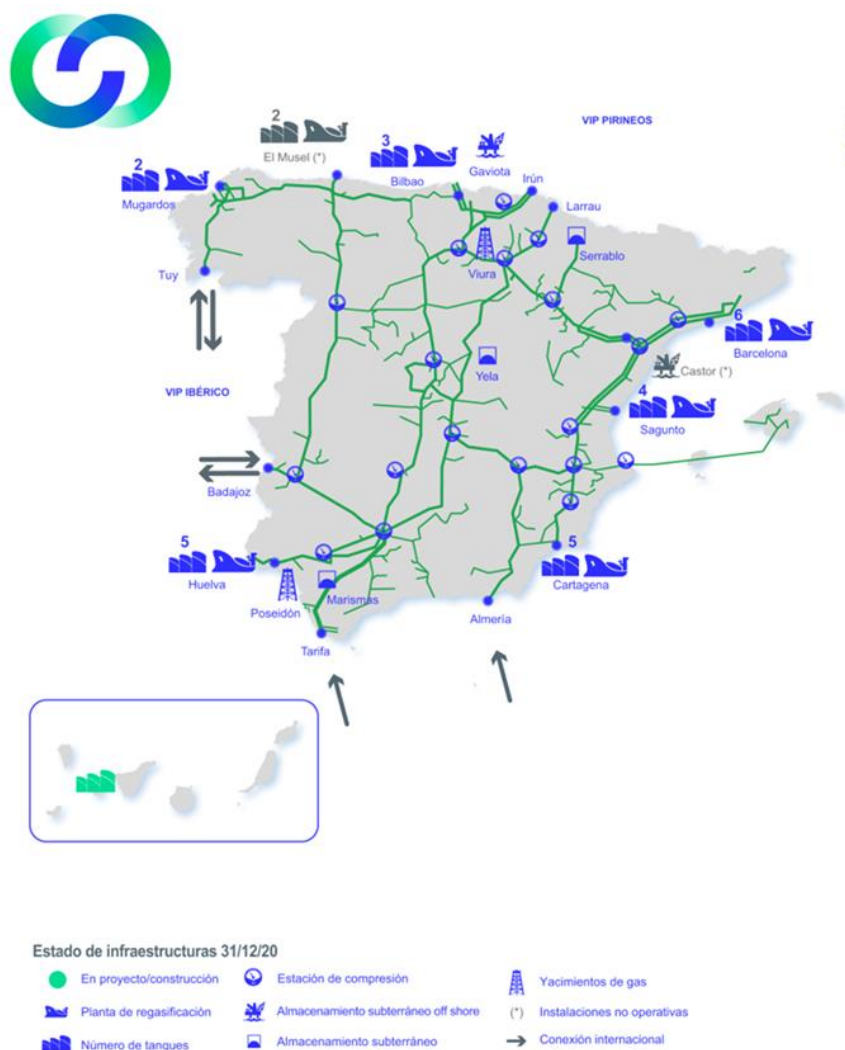 VIP PIRINEOS
2
El Musel (*)
3
Bilbao
Gaviota
Irún
2
Mugardos
Larrau
Serrablo
Viura
Tuy
6
Barcelona
Castor (*)
Yela
VIP IBÉRICO
4
Sagunto
Badajoz
5
Huelva
5
Cartagena
Poseidón
Marismas
Almería
Tarifa
Estado de infraestructuras 31/12/20
En proyecto/construcción
Estación de compresión
Yacimientos de gas
Planta de regasificación
Almacenamiento subterráneo off shore
(*) Instalaciones no operativas
Número de tanques
Almacenamiento subterráneo
Conexión internacional